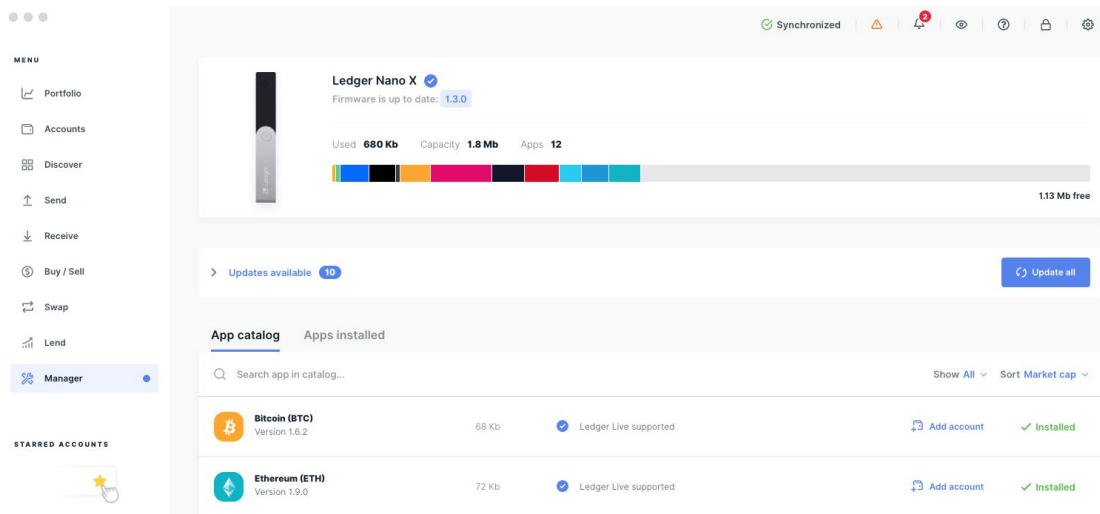 Synchronized
2
MENU
Portfolio
Accounts
Discover
Send
Receive
Buy / Sell
Swap
Lend
Manager
STARRED ACCOUNTS
Ledger Nano X
Firmware is up to date: 1.3.0
Used 680 Kb Capacity 1.8 Mb Apps 12
Ledger
1.13 Mb free
Updates available 10
Update all
App catalog Apps installed
Search app in catalog...
Show All Sort Market cap
Bitcoin (BTC)
Version 1.6.2
68 Kb
Ledger Live supported
Add account
Installed
Ethereum (ETH)
Version 1.9.0
72 Kb
Ledger Live supported
Add account
Installed